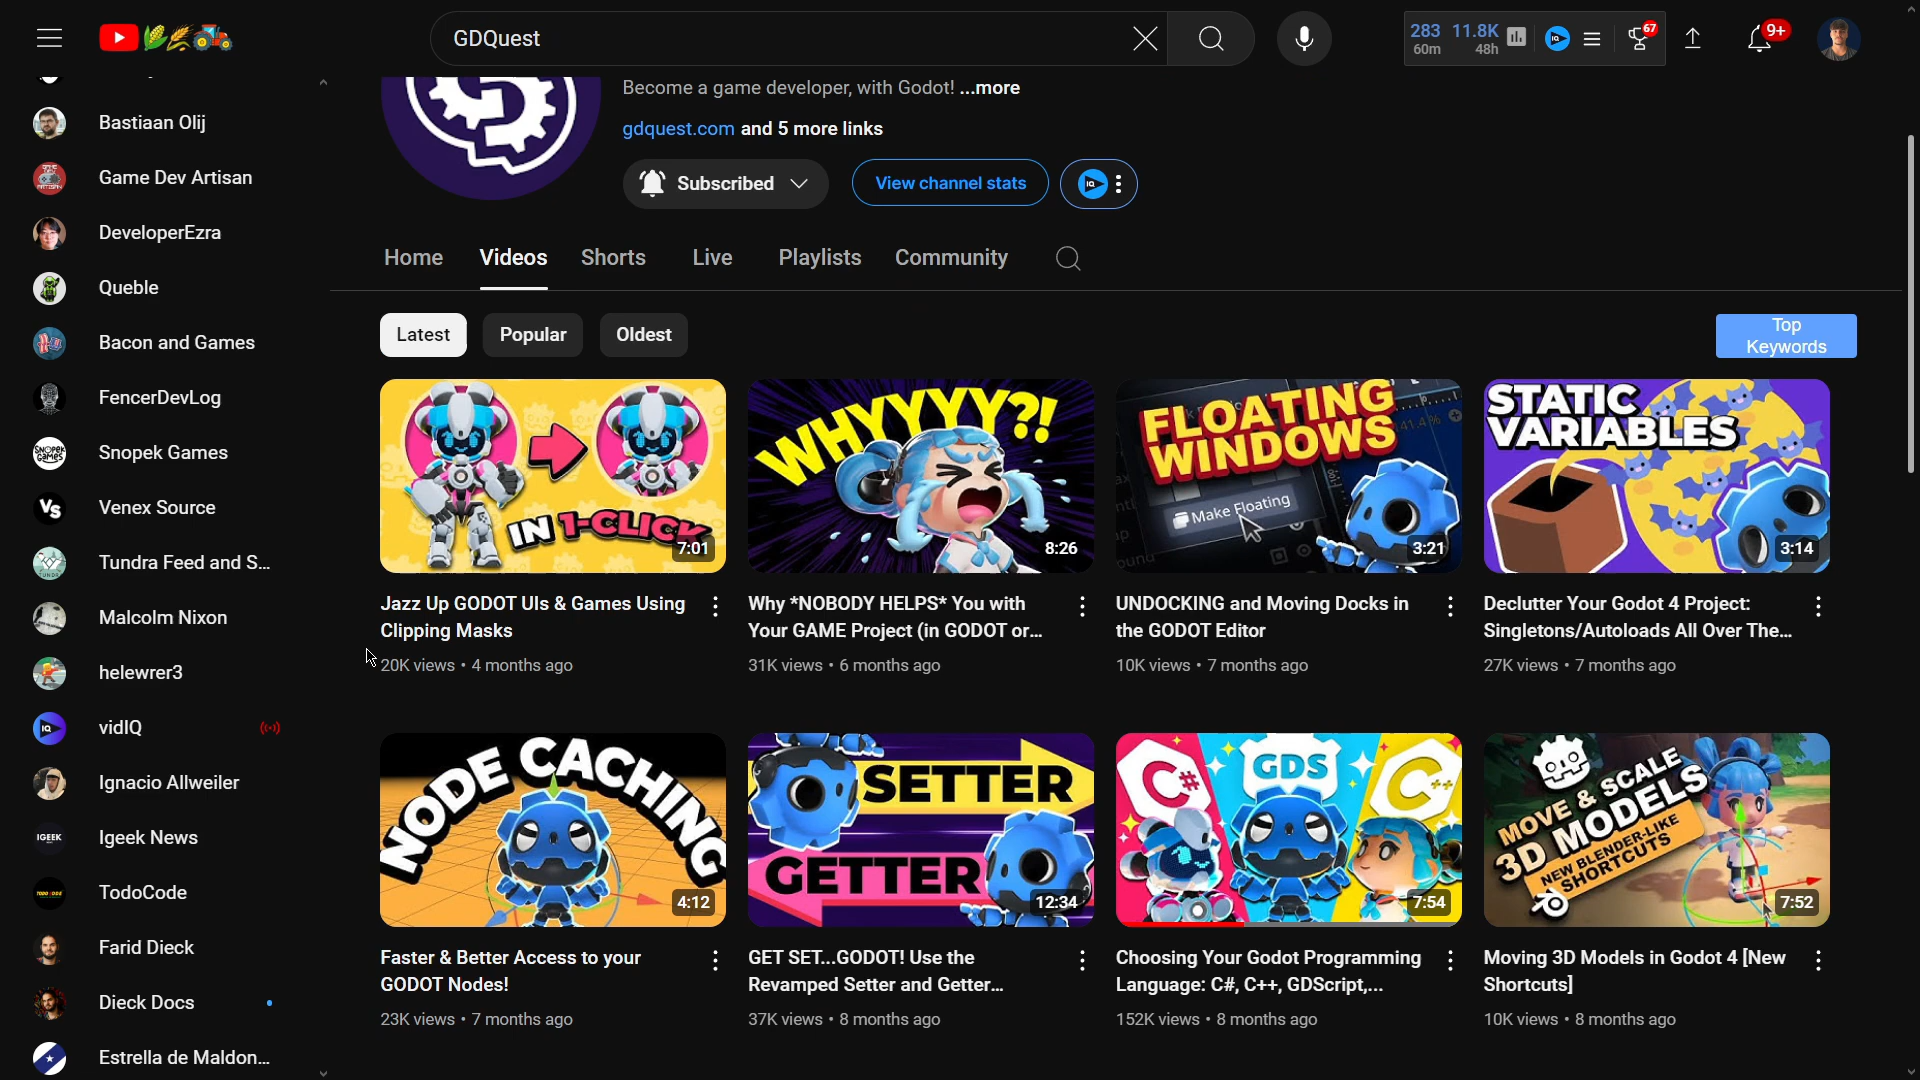 GDQuest
283 11.8K
60m 48h
67
9+
Become a game developer, with Godot! ...more
gdquest.com and 5 more links
Subscribed
View channel stats
Home
Videos
Shorts
Live
Playlists
Community
Latest
Popular
Oldest
Top
Keywords
Bastiaan Olij
Game Dev Artisan
DeveloperEzra
Queble
Bacon and Games
FencerDevLog
Snopek Games
Venex Source
Tundra Feed and S...
Malcolm Nixon
helewrer3
vidIQ
Ignacio Allweiler
Igeek News
TodoCode
Farid Dieck
Dieck Docs
Estrella de Maldon...
IN 1-CLICK
7:01
Jazz Up GODOT UIs & Games Using
Clipping Masks
20K views • 4 months ago
WHYYYY?!
8:26
Why *NOBODY HELPS* You with
Your GAME Project (in GODOT or...
31K views • 6 months ago
FLOATING
WINDOWS
Make Floating
3:21
UNDOCKING and Moving Docks in
the GODOT Editor
10K views • 7 months ago
STATIC
VARIABLES
3:14
Declutter Your Godot 4 Project:
Singletons/Autoloads All Over The...
27K views • 7 months ago
NODE CACHING
4:12
Faster & Better Access to your
GODOT Nodes!
23K views • 7 months ago
SETTER
GETTER
12:34
GET SET...GODOT! Use the
Revamped Setter and Getter...
37K views • 8 months ago
C#
GDS
C++
7:54
Choosing Your Godot Programming
Language: C#, C++, GDScript,...
152K views • 8 months ago
MOVE & SCALE
3D MODELS
NEW BLENDER-LIKE
SHORTCUTS
7:52
Moving 3D Models in Godot 4 [New
Shortcuts]
10K views • 8 months ago